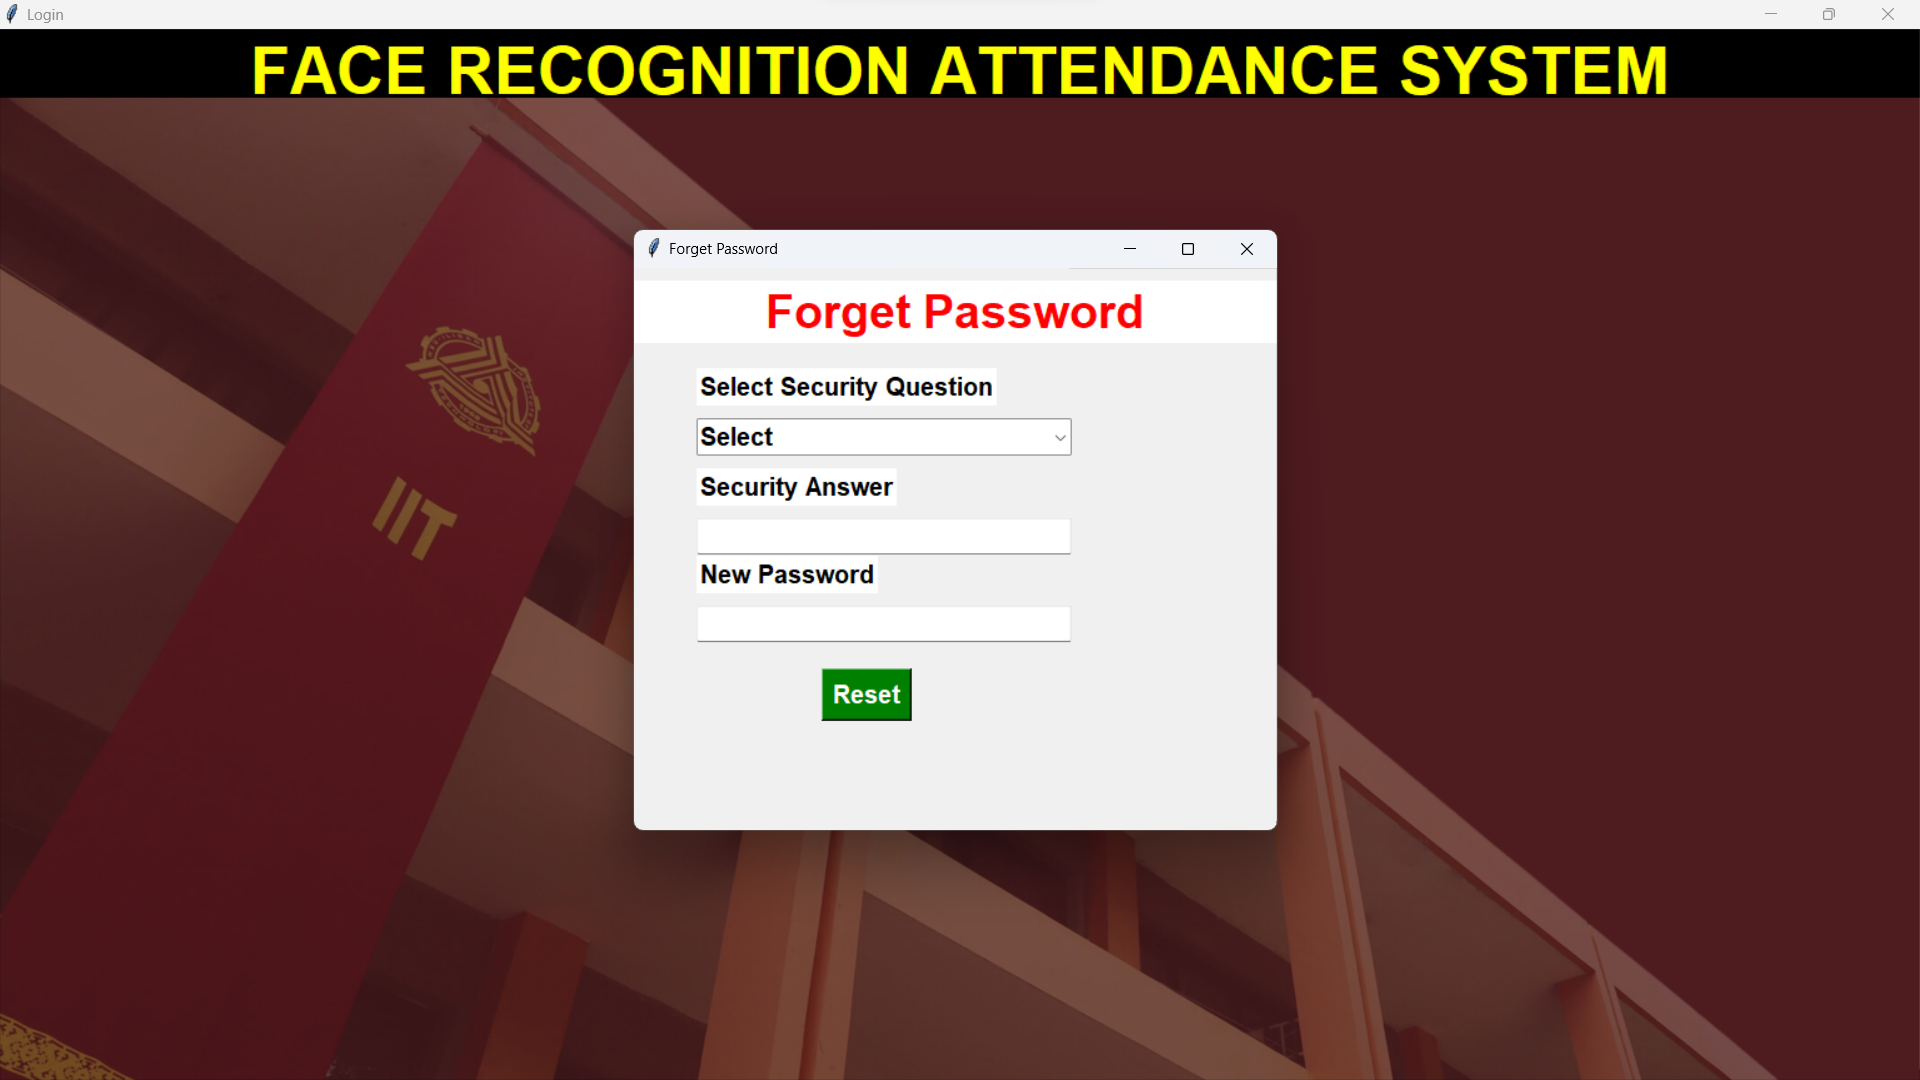 Login
FACE RECOGNITION ATTENDANCE SYSTEM
Forget Password
Forget Password
Select Security Question
Select
Security Answer
New Password
Reset
IIT